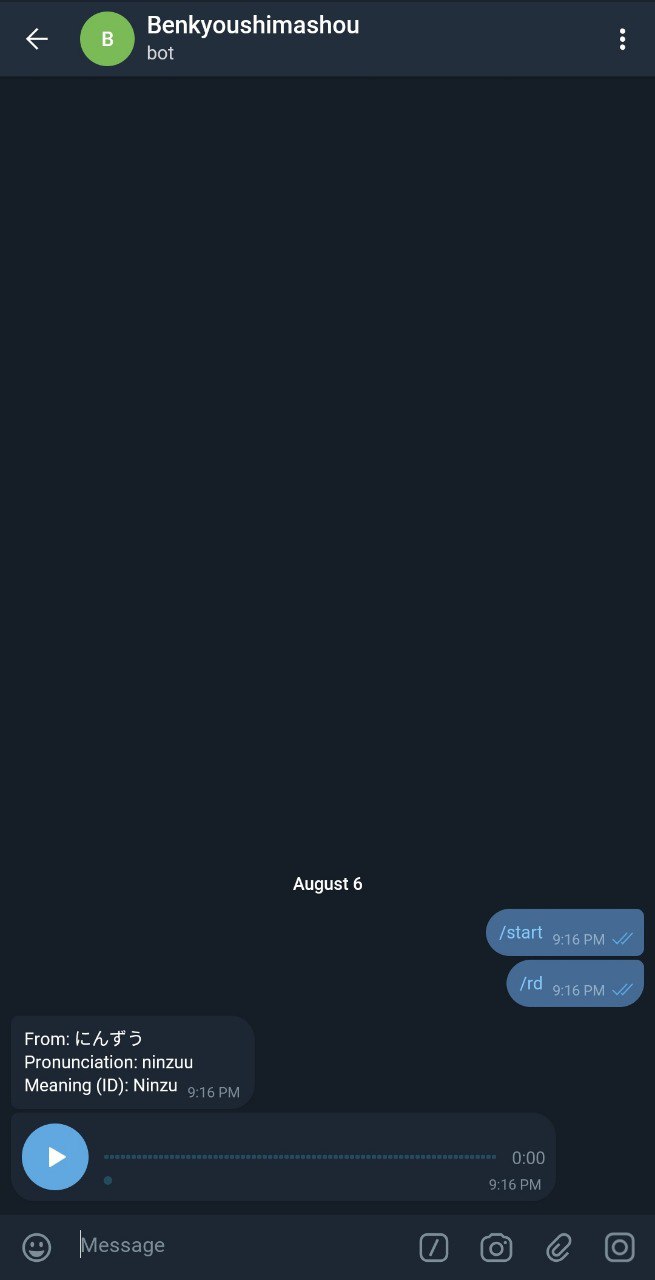 Benkyoushimashou
B
bot
August 6
/start 9:16 PM
/rd 9:16 PM
From: にんずう
Pronunciation: ninzuu
Meaning (ID): Ninzu 9:16 PM
0:00
9:16 PM
Message